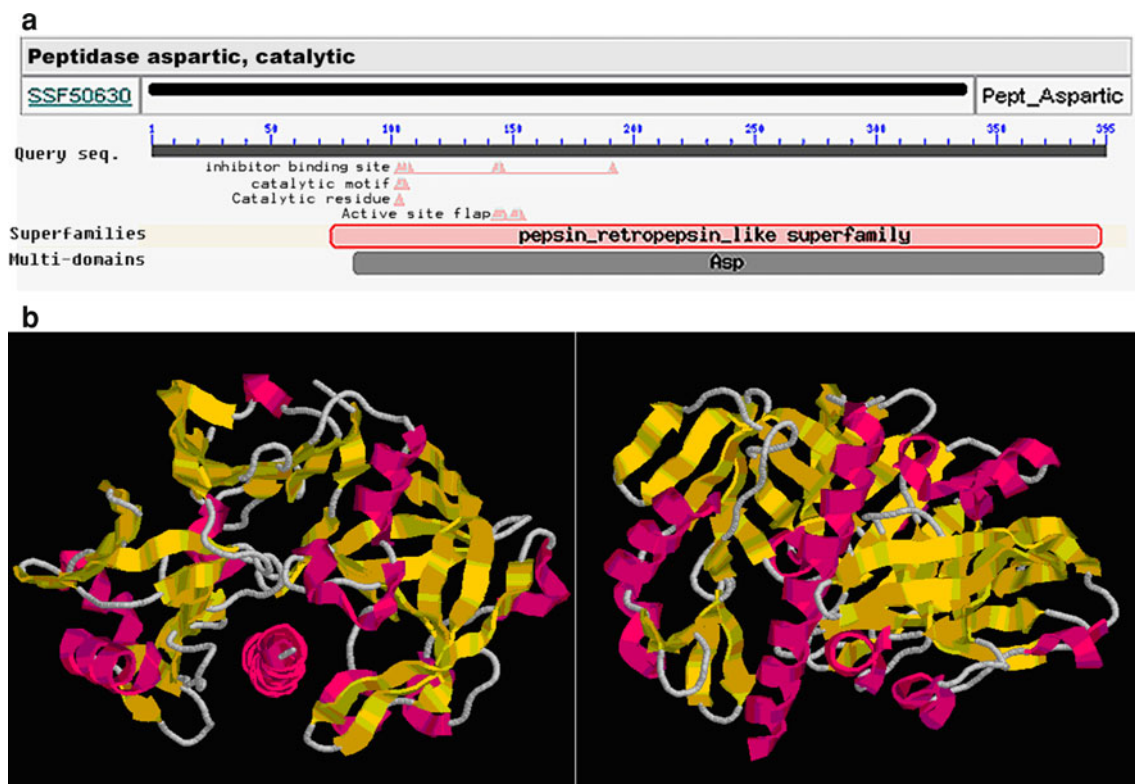 a
Peptidase aspartic, catalytic
SSF50630 Pept_Aspartic
1 50 100 150 200 250 300 350 395
Query seq.
inhibitor binding site
catalytic motif
Catalytic residue
Active site flap
SuperFamilies pepsin_retropepsin_like superfamily
Multi-domains Asp
b